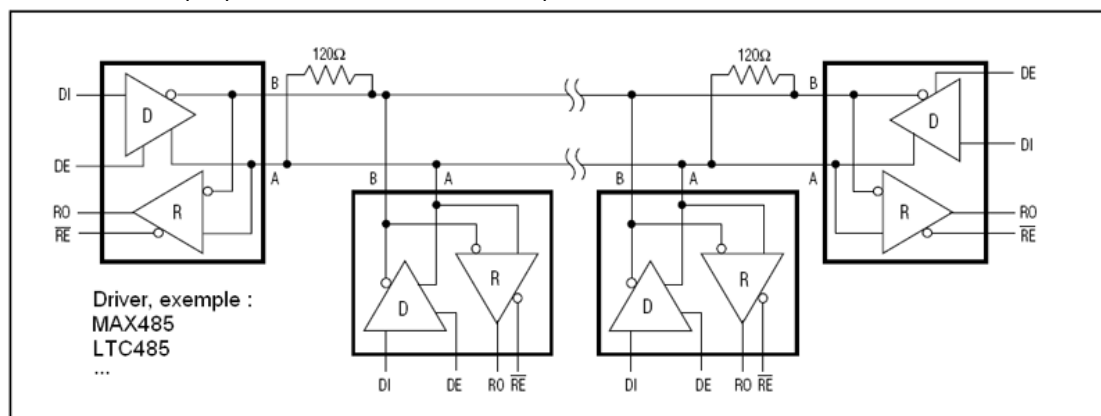 120Ω
120Ω
B
B
DE
DI
D
D
DI
DE
A
A
B
A
B
A
RO
R
R
RO
RE
RE
R
R
D
D
Driver, exemple :
MAX485
LTC485
...
DI
DE
RO
RE
DI
DE
RO
RE